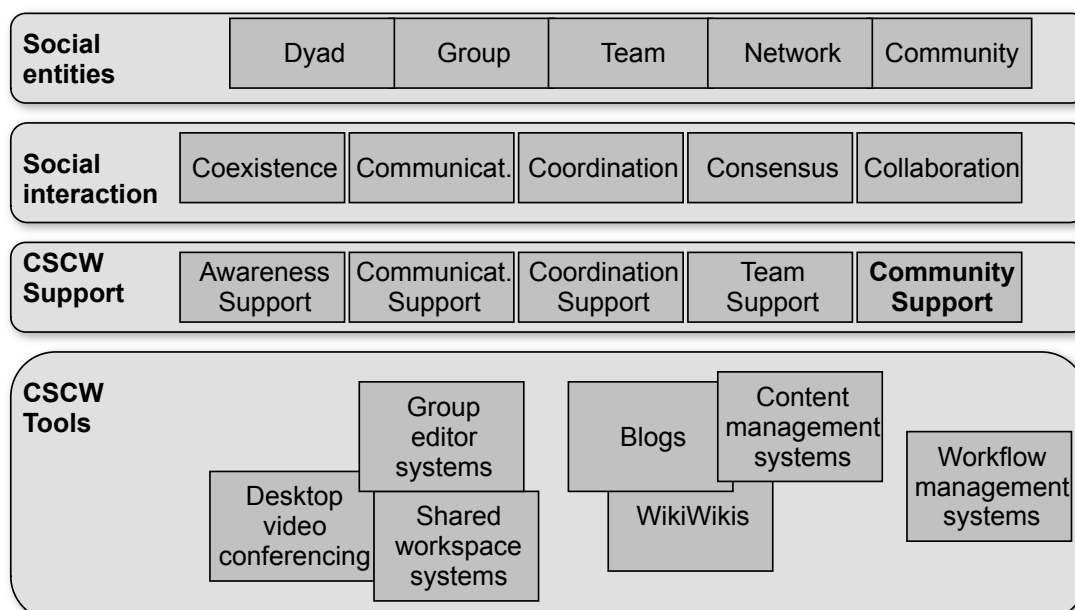 Social
entities
Dyad
Group
Team
Network
Community
Social
interaction
Coexistence
Communicat.
Coordination
Consensus
Collaboration
CSCW
Support
Awareness
Support
Communicat.
Support
Coordination
Support
Team
Support
Community
Support
CSCW
Tools
Group
editor
systems
Blogs
Content
management
systems
Workflow
management
systems
Desktop
video
conferencing
Shared
workspace
systems
WikiWikis